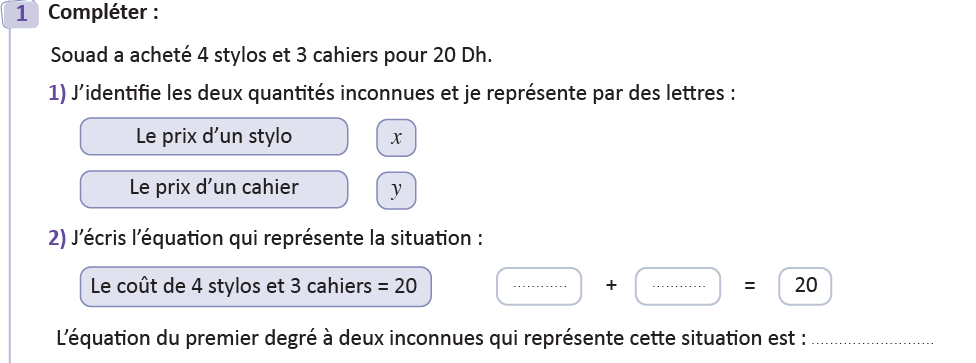 1 Compléter :
Souad a acheté 4 stylos et 3 cahiers pour 20 Dh.
1) J’identifie les deux quantités inconnues et je représente par des lettres :
Le prix d’un stylo x
Le prix d’un cahier y
2) J’écris l’équation qui représente la situation :
Le coût de 4 stylos et 3 cahiers = 20 ............ + ............ = 20
L’équation du premier degré à deux inconnues qui représente cette situation est : ...........................